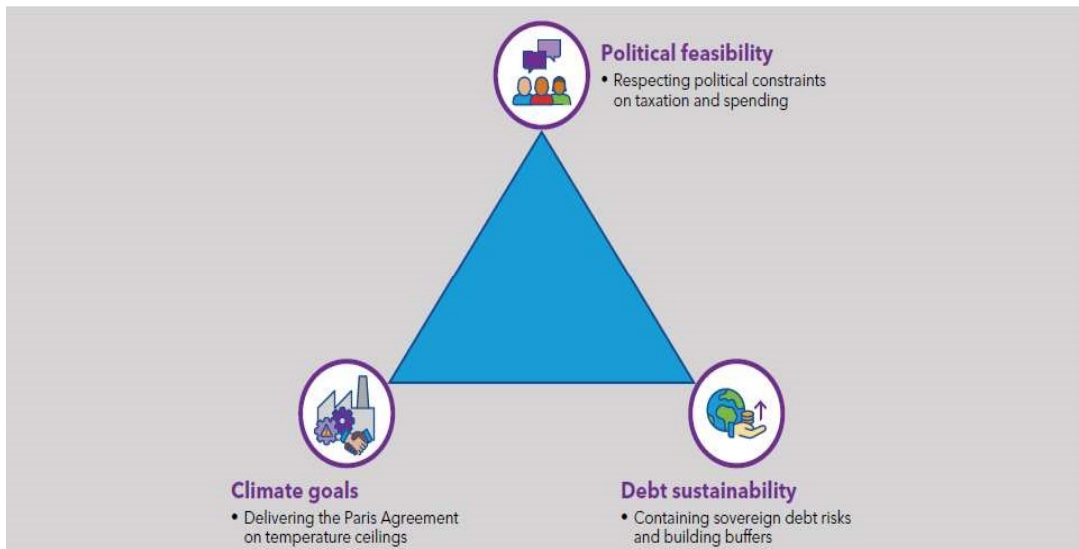 Political feasibility
• Respecting political constraints
on taxation and spending
Climate goals
• Delivering the Paris Agreement
on temperature ceilings
Debt sustainability
• Containing sovereign debt risks
and building buffers